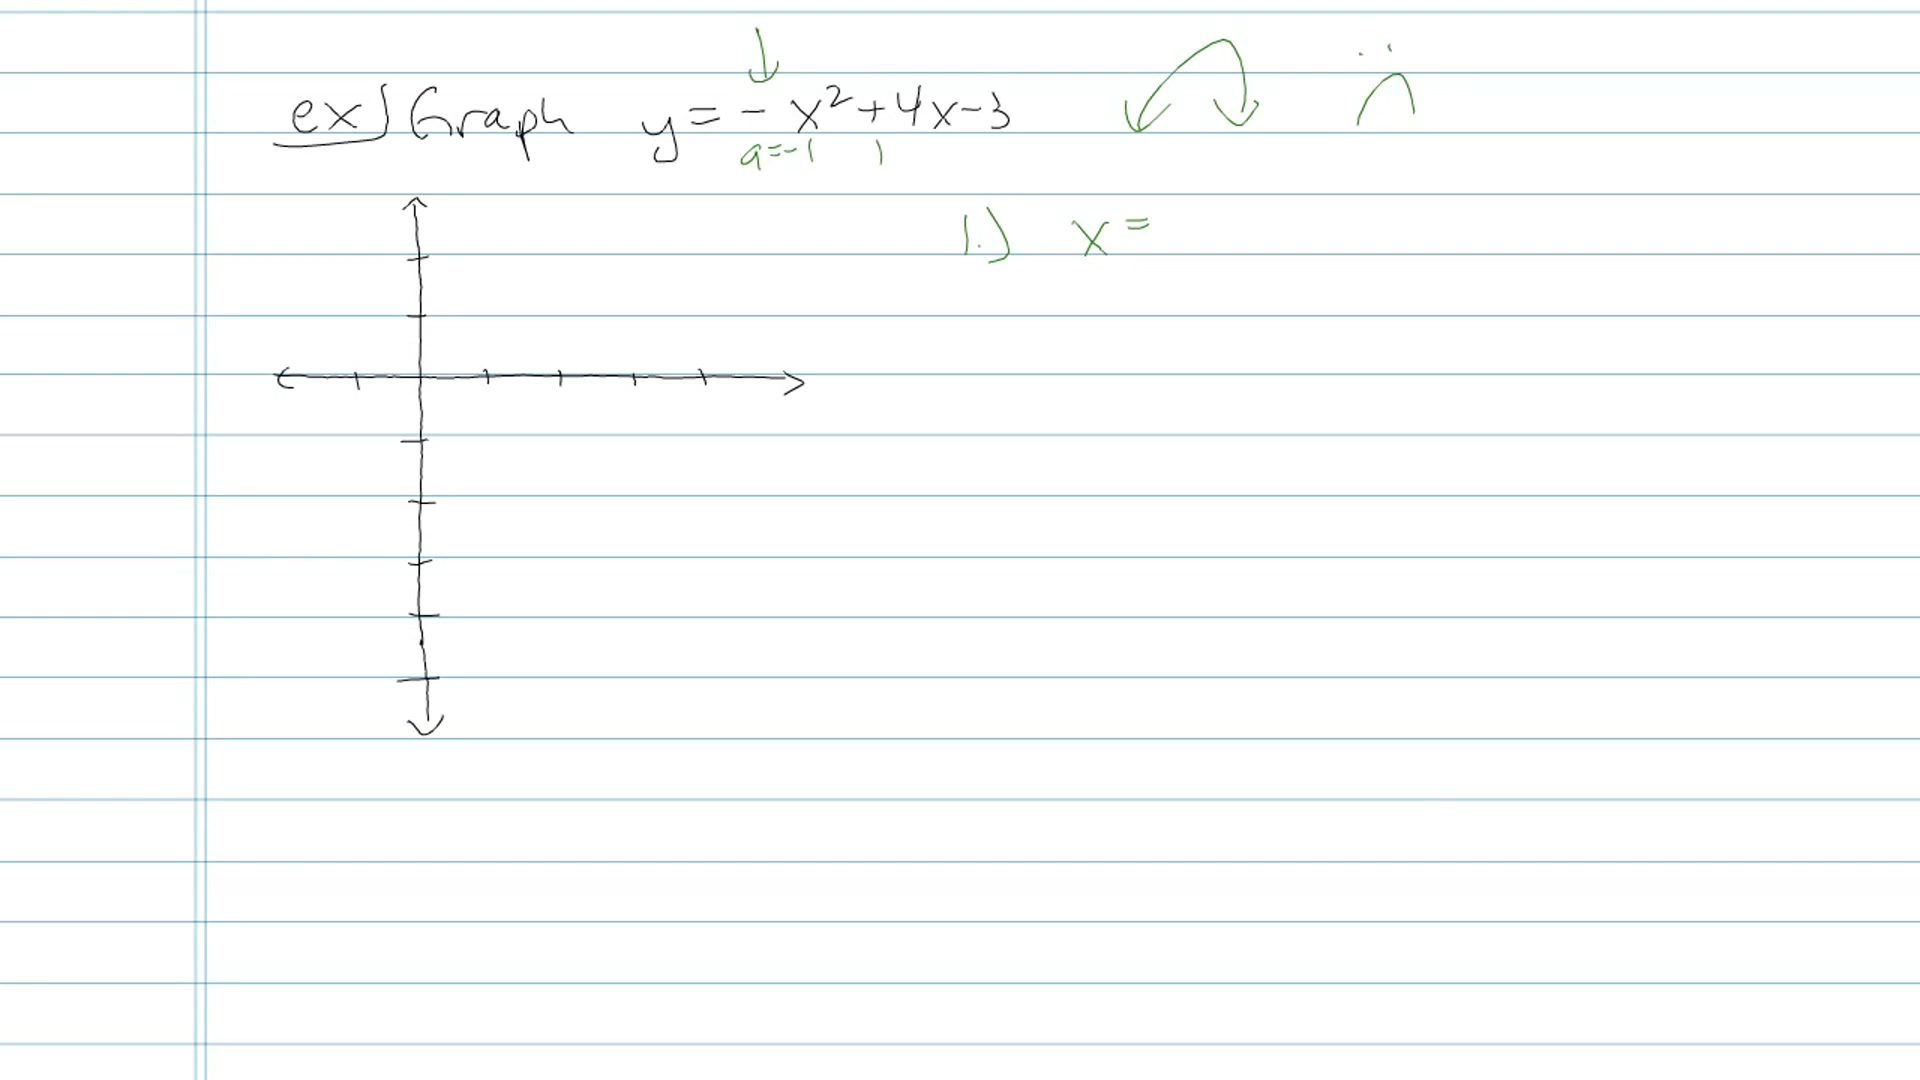 ex) Graph y = -x² + 4x - 3
a = -1
1.) x =